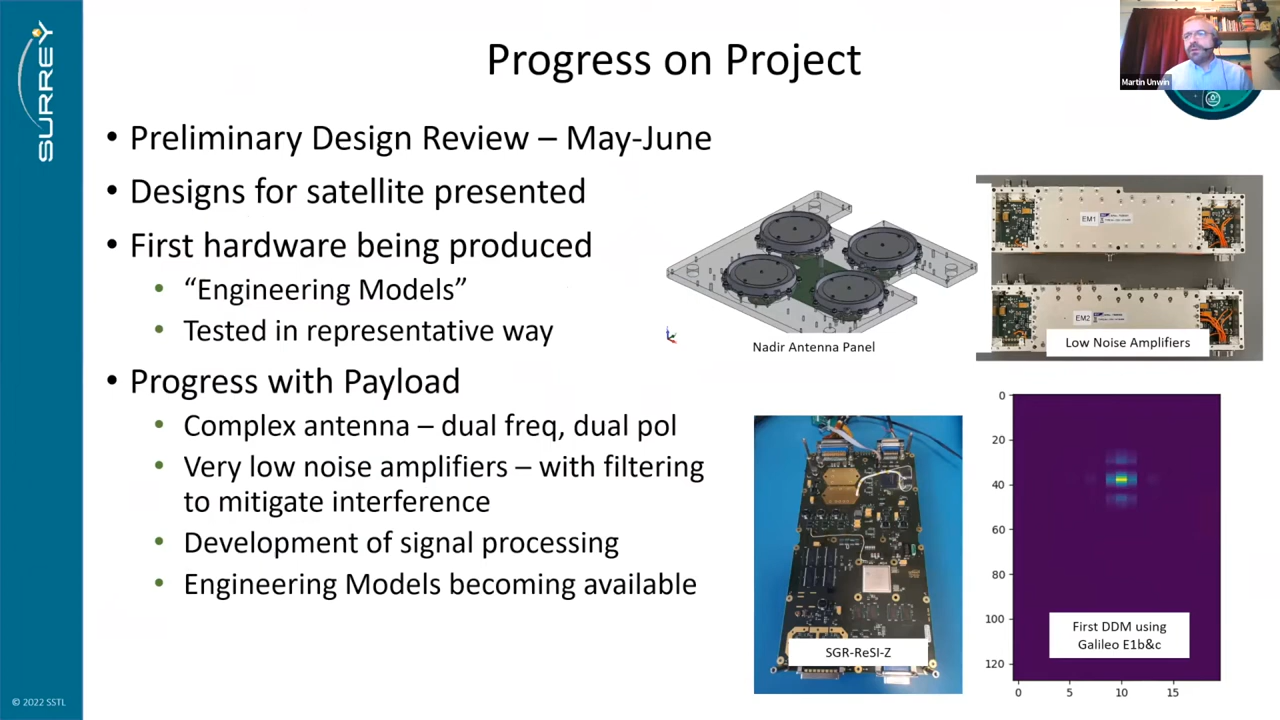 SURREY
Progress on Project
Martin Unwin
• Preliminary Design Review – May-June
• Designs for satellite presented
• First hardware being produced
• “Engineering Models”
• Tested in representative way
• Progress with Payload
• Complex antenna – dual freq, dual pol
• Very low noise amplifiers – with filtering
to mitigate interference
• Development of signal processing
• Engineering Models becoming available
Nadir Antenna Panel
EM1
EM2
Low Noise Amplifiers
SGR-ReSI-Z
0
20
40
60
80
100
120
First DDM using
Galileo E1b&c
0 5 10 15
© 2022 SSTL